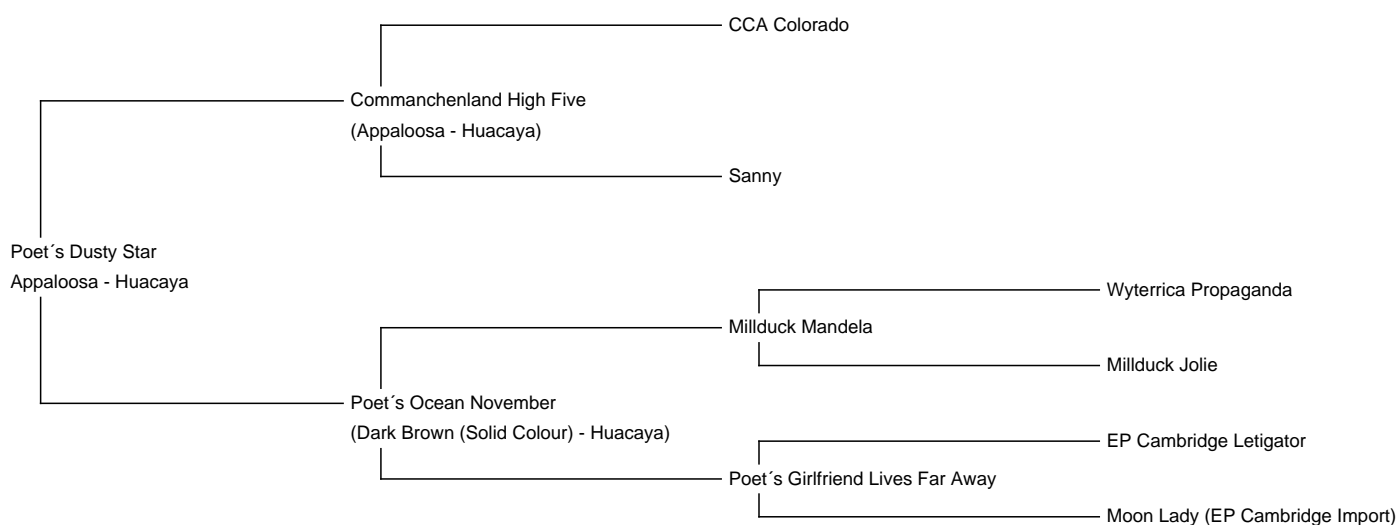 CCA Colorado
Commanchenland High Five
(Appaloosa - Huacaya)
Sanny
Poet´s Dusty Star
Appaloosa - Huacaya
Wyterrica Propaganda
Millduck Mandela
Millduck Jolie
Poet´s Ocean November
(Dark Brown (Solid Colour) - Huacaya)
EP Cambridge Letigator
Poet´s Girlfriend Lives Far Away
Moon Lady (EP Cambridge Import)